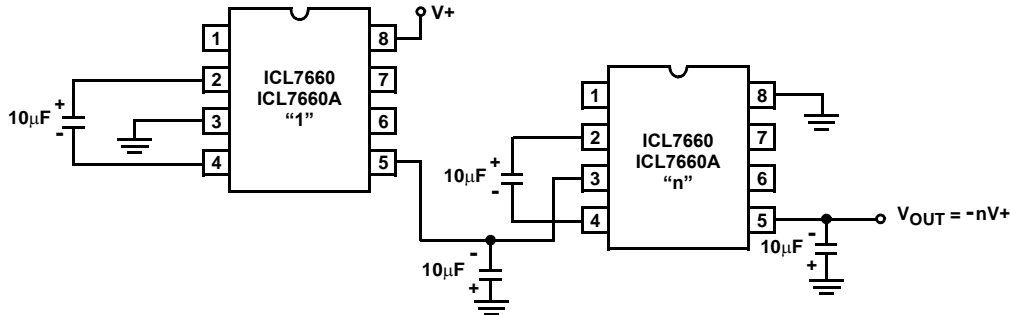 V+
1
8
2
7
3
6
4
5
ICL7660
ICL7660A
“1”
10µF
+
-
1
8
2
7
3
6
4
5
ICL7660
ICL7660A
“n”
10µF
+
-
10µF
-
+
VOUT = -nV+
10µF
-
+